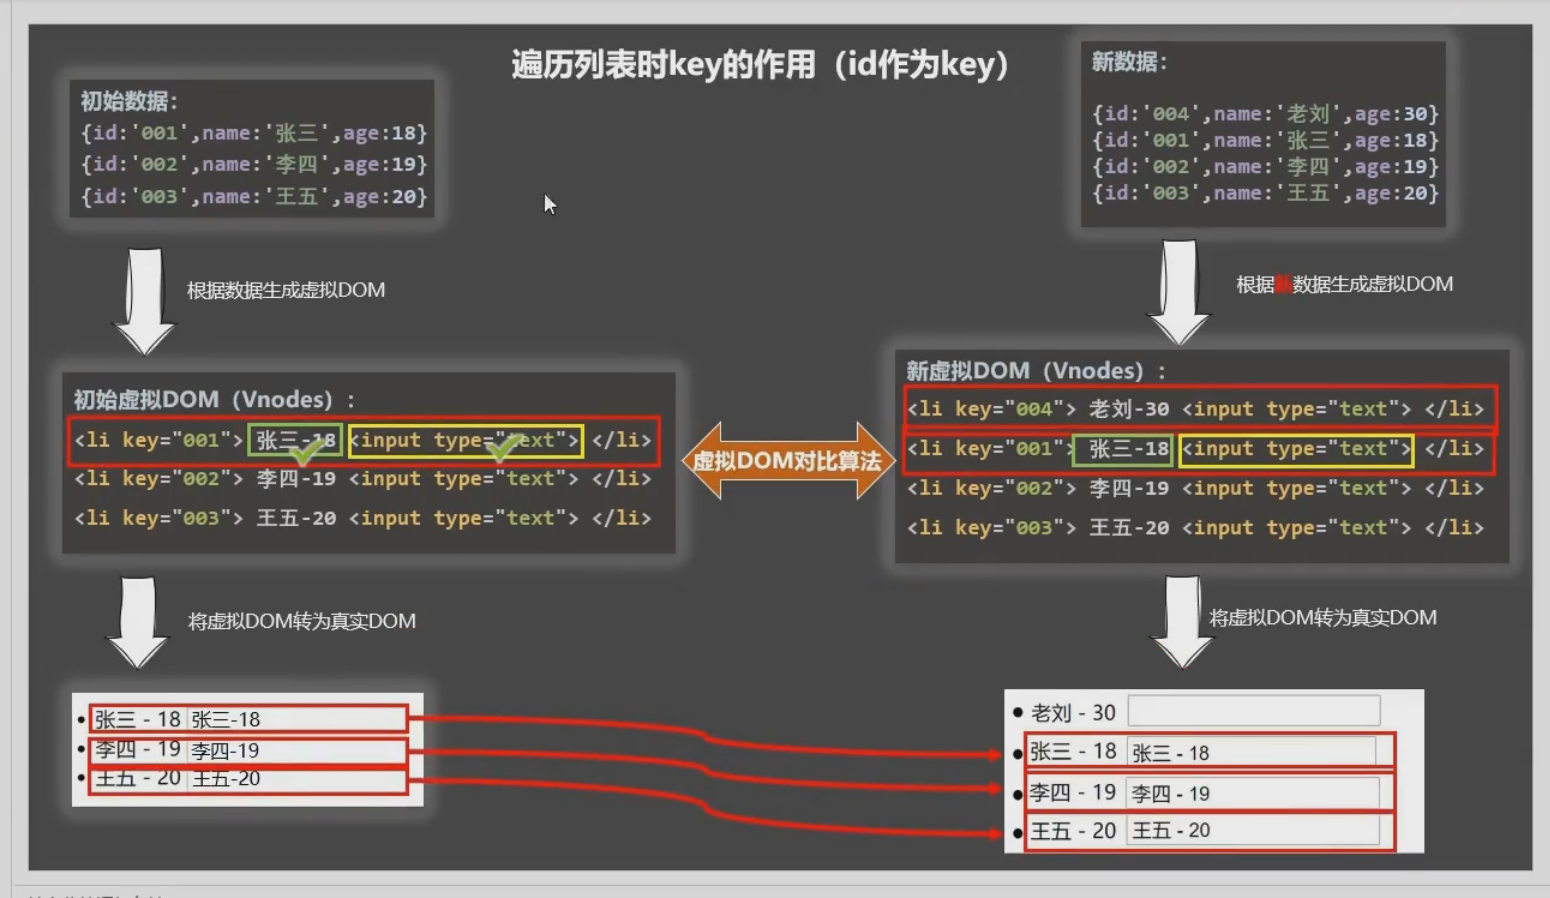 遍历列表时key的作用（id作为key）
初始数据：
{id:'001',name:'张三',age:18}
{id:'002',name:'李四',age:19}
{id:'003',name:'王五',age:20}
新数据：
{id:'004',name:'老刘',age:30}
{id:'001',name:'张三',age:18}
{id:'002',name:'李四',age:19}
{id:'003',name:'王五',age:20}
根据数据生成虚拟DOM
根据新数据生成虚拟DOM
初始虚拟DOM（Vnodes）：
<li key="001"> 张三-18 <input type="text"> </li>
<li key="002"> 李四-19 <input type="text"> </li>
<li key="003"> 王五-20 <input type="text"> </li>
虚拟DOM对比算法
新虚拟DOM（Vnodes）：
<li key="004"> 老刘-30 <input type="text"> </li>
<li key="001"> 张三-18 <input type="text"> </li>
<li key="002"> 李四-19 <input type="text"> </li>
<li key="003"> 王五-20 <input type="text"> </li>
将虚拟DOM转为真实DOM
将虚拟DOM转为真实DOM
张三 - 18 张三-18
李四 - 19 李四-19
王五 - 20 王五-20
老刘 - 30
张三 - 18 张三 - 18
李四 - 19 李四 - 19
王五 - 20 王五 - 20